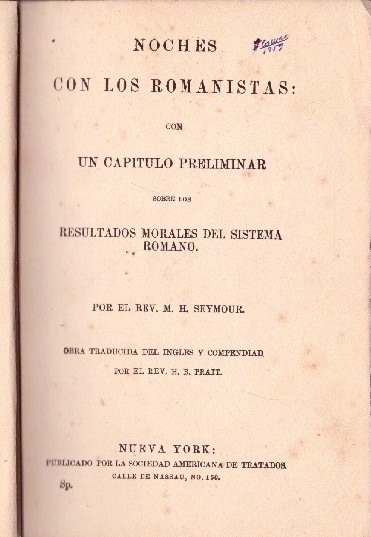 NOCHES
CON LOS ROMANISTAS:
CON
UN CAPITULO PRELIMINAR
SOBRE LOS
RESULTADOS MORALES DEL SISTEMA
ROMANO.
POR EL REV. M. H. SEYMOUR.
OBRA TRADUCIDA DEL INGLES Y COMPENDIAD
POR EL REV. H. B. PRATT.
NUEVA YORK:
PUBLICADO POR LA SOCIEDAD AMERICANA DE TRATADOS.
CALLE DE NASSAU, NO. 150.
Sp.